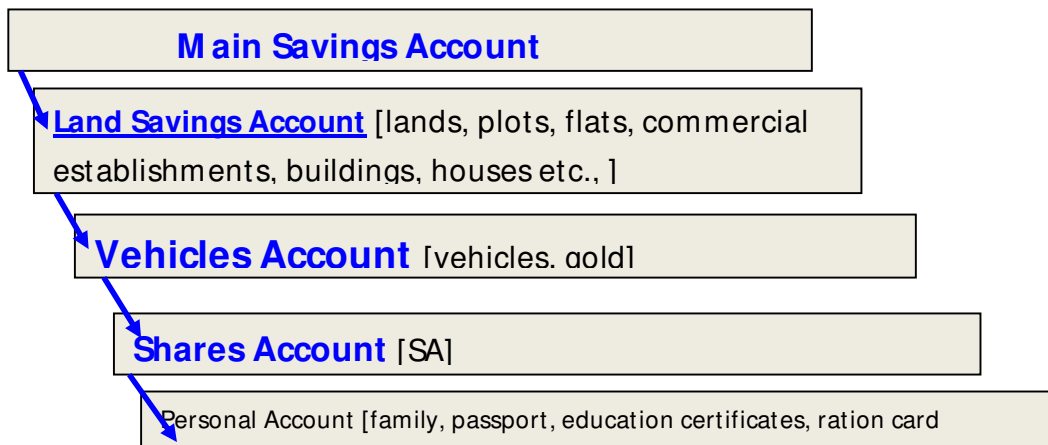 Main Savings Account
Land Savings Account [lands, plots, flats, commercial
establishments, buildings, houses etc., ]
Vehicles Account [vehicles, gold]
Shares Account [SA]
Personal Account [family, passport, education certificates, ration card